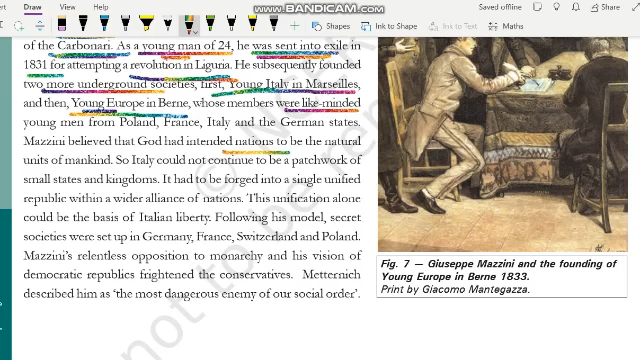 www.BANDICAM.com
Saved offline
Draw
Review
View
Help
Shapes
Ink to Shape
Ink to Text
Maths
of the Carbonari. As a young man of 24, he was sent into exile in
1831 for attempting a revolution in Liguria. He subsequently founded
two more underground societies, first, Young Italy in Marseilles,
and then, Young Europe in Berne, whose members were like-minded
young men from Poland, France, Italy and the German states.
Mazzini believed that God had intended nations to be the natural
units of mankind. So Italy could not continue to be a patchwork of
small states and kingdoms. It had to be forged into a single unified
republic within a wider alliance of nations. This unification alone
could be the basis of Italian liberty. Following his model, secret
societies were set up in Germany, France, Switzerland and Poland.
Mazzini's relentless opposition to monarchy and his vision of
democratic republics frightened the conservatives. Metternich
described him as 'the most dangerous enemy of our social order'.
Fig. 7 — Giuseppe Mazzini and the founding of
Young Europe in Berne 1833.
Print by Giacomo Mantegazza.
not to be